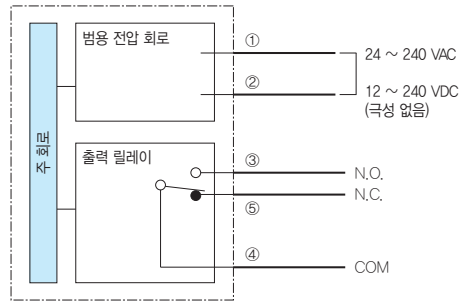 범용 전압 회로
①
24 ~ 240 VAC
②
12 ~ 240 VDC
(극성 없음)
주 회로
출력 릴레이
③
N.O.
N.C.
⑤
④
COM